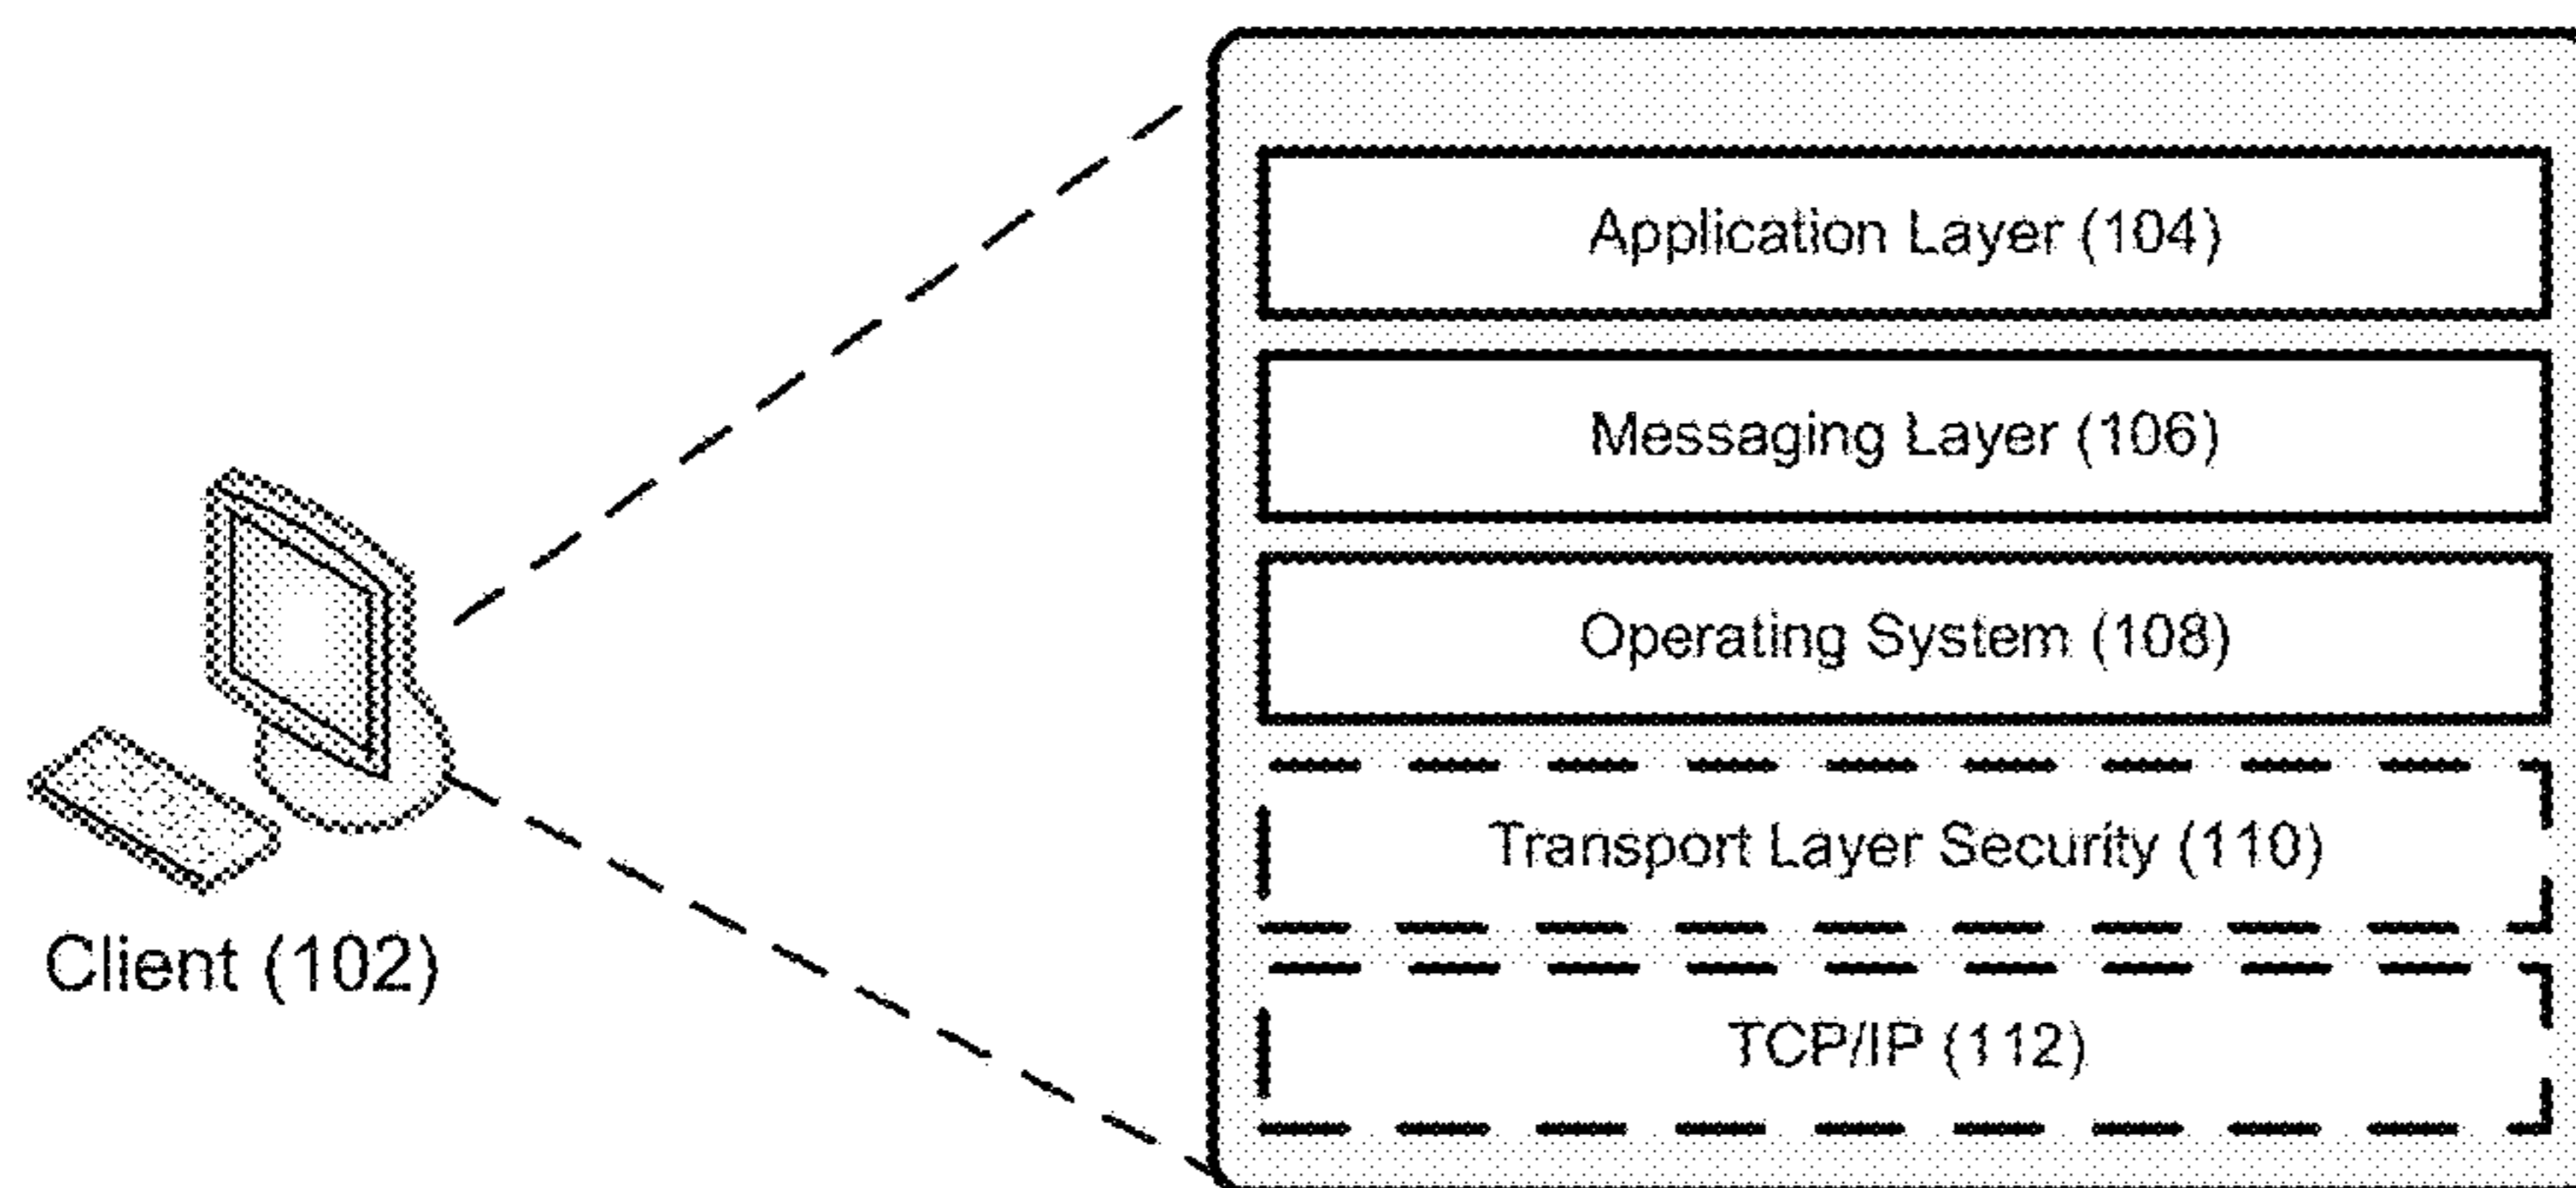 Application Layer (104)
Messaging Layer (106)
Operating System (108)
Transport Layer Security (110)
TCP/IP (112)
Client (102)